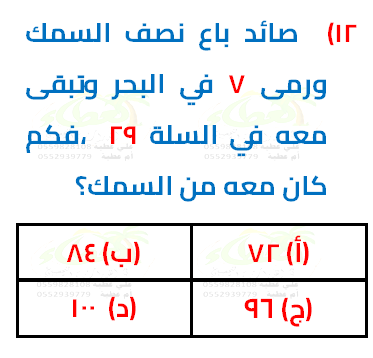 ١٢) صائد باع نصف السمك
ورمى ٧ في البحر وتبقى
معه في السلة ٢٩ ،فكم
كان معه من السمك؟
(أ) ٧٢
(ب) ٨٤
(ج) ٩٦
(د) ١٠٠